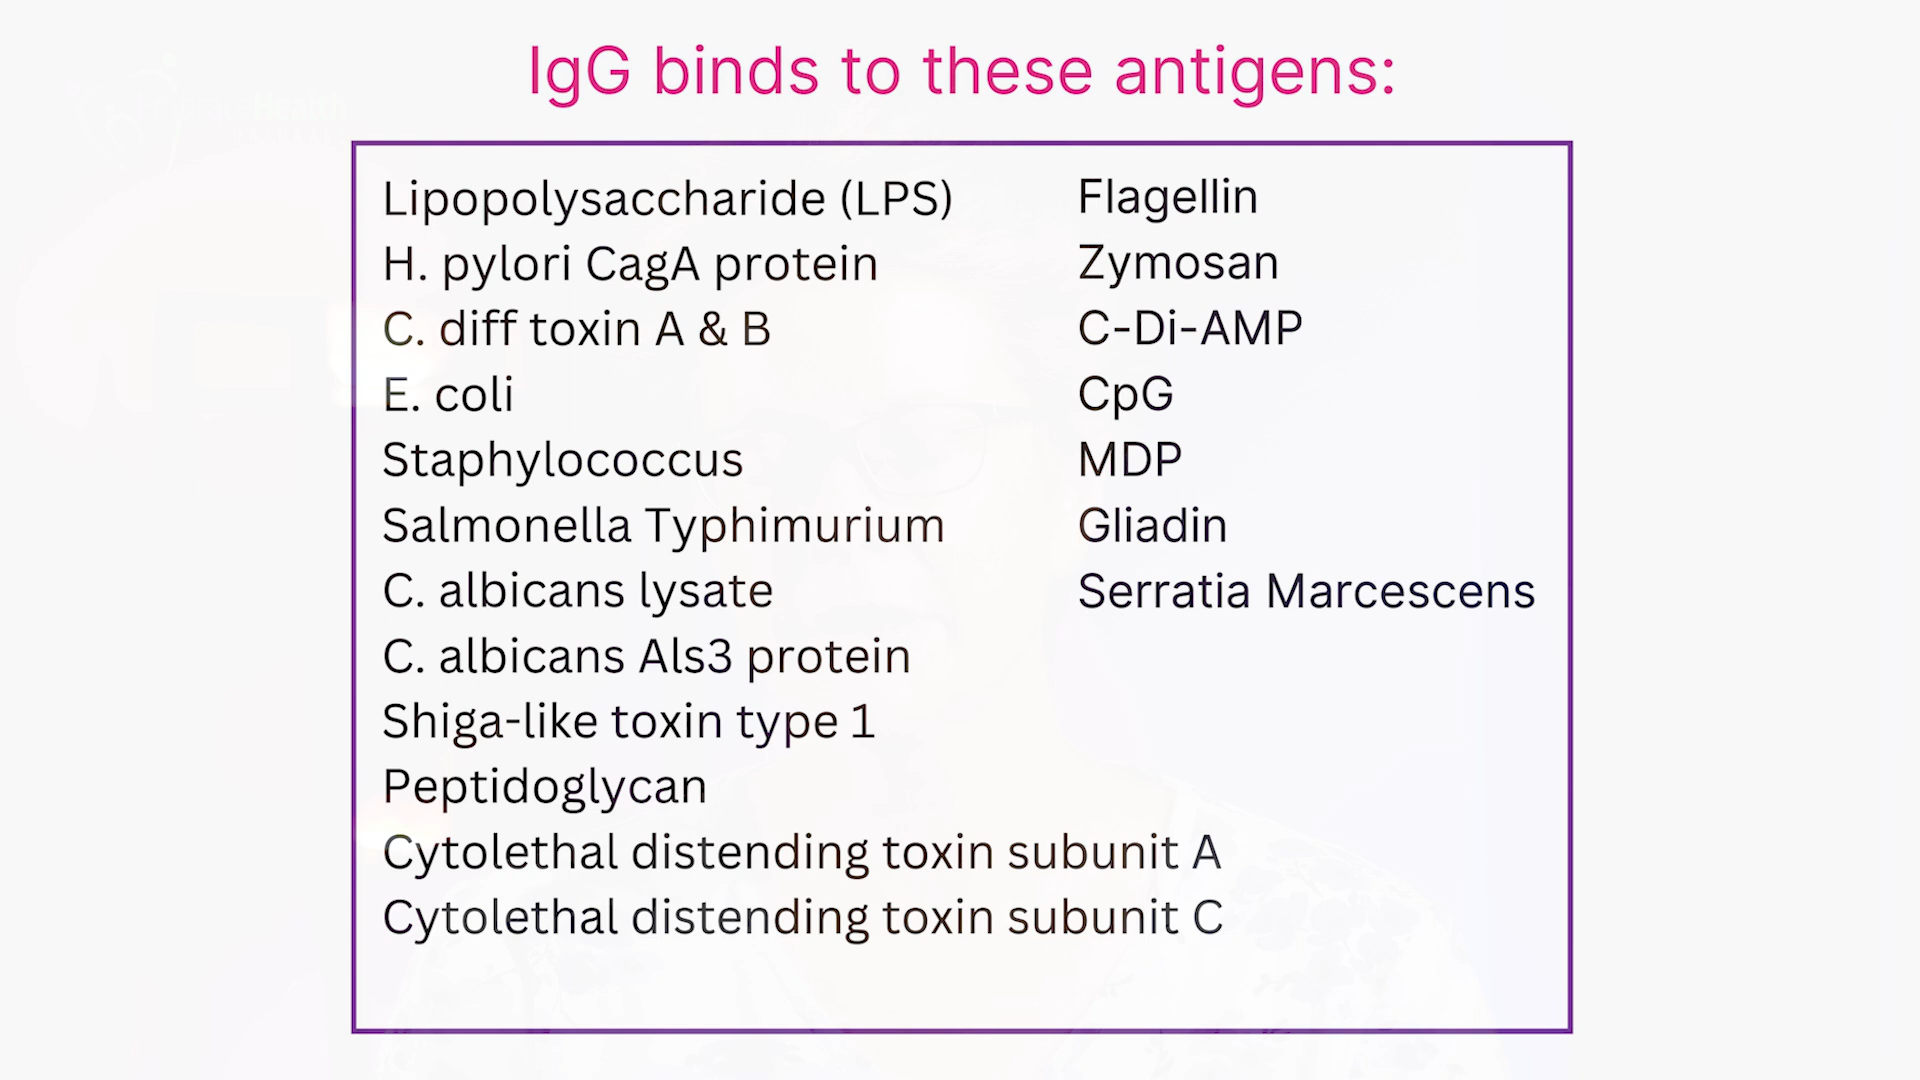 IgG binds to these antigens:
Lipopolysaccharide (LPS)
H. pylori CagA protein
C. diff toxin A & B
E. coli
Staphylococcus
Salmonella Typhimurium
C. albicans lysate
C. albicans Als3 protein
Shiga-like toxin type 1
Peptidoglycan
Cytolethal distending toxin subunit A
Cytolethal distending toxin subunit C
Flagellin
Zymosan
C-Di-AMP
CpG
MDP
Gliadin
Serratia Marcescens
Health